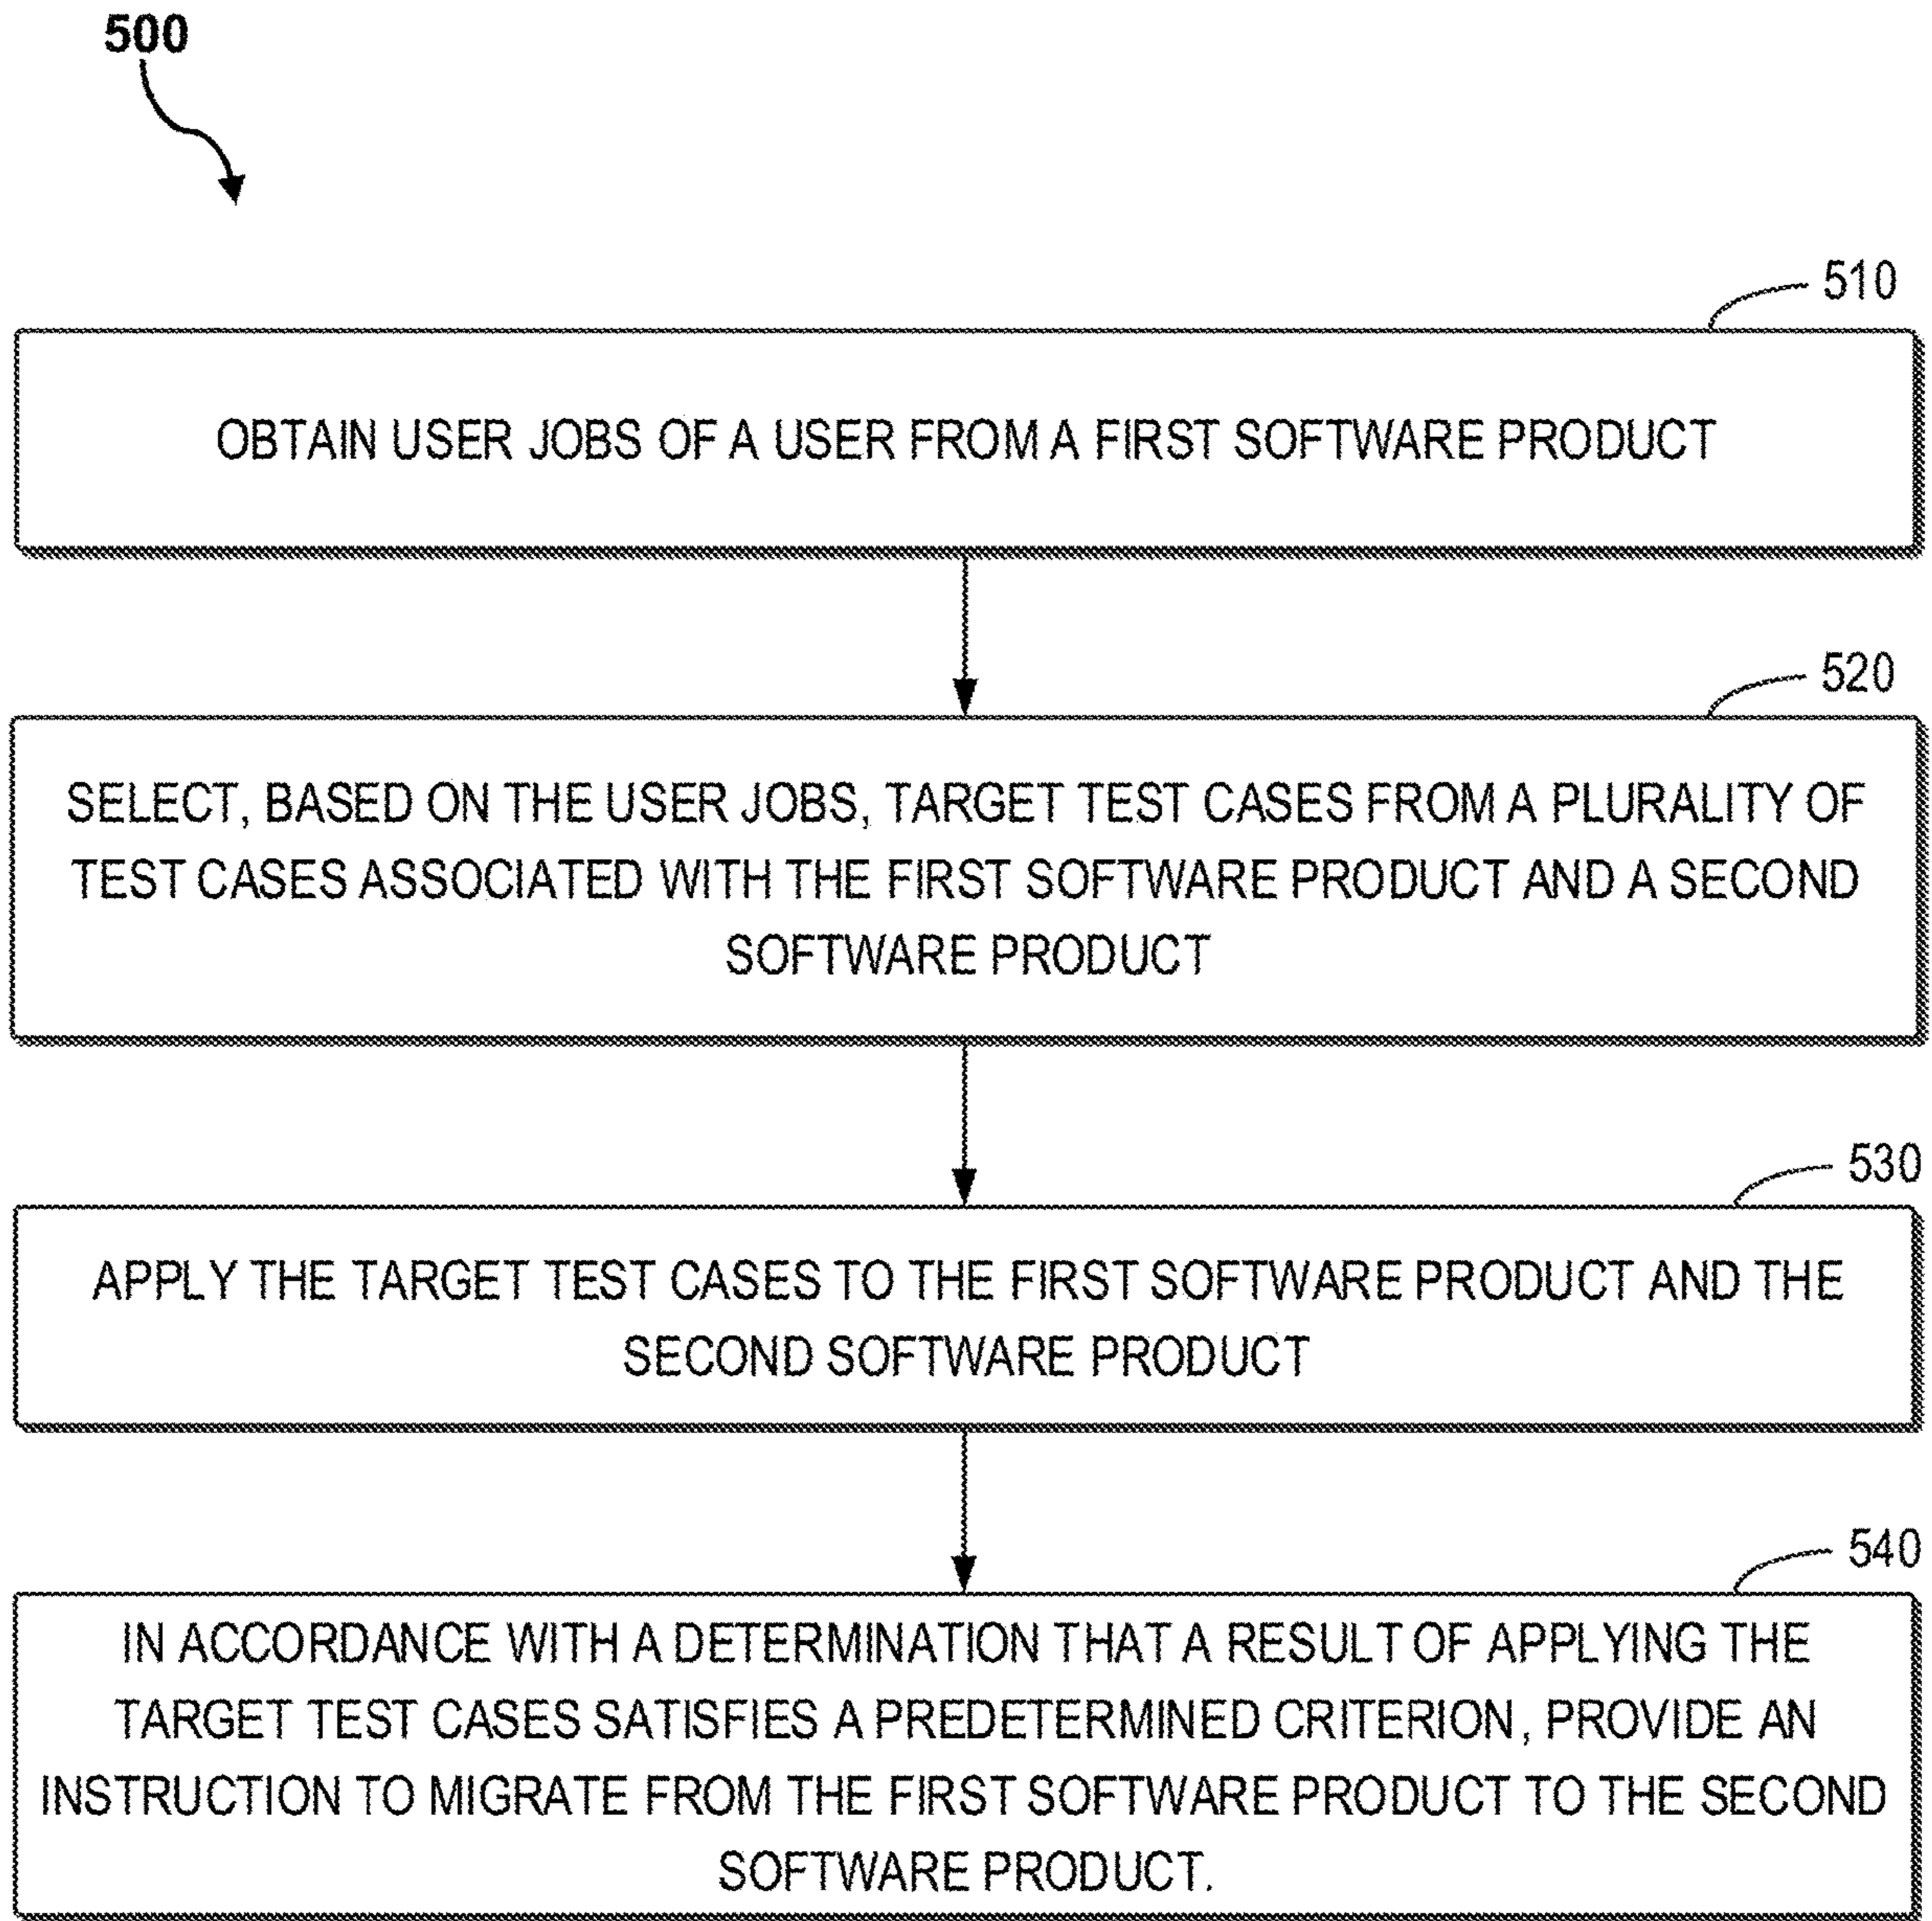 500
510
OBTAIN USER JOBS OF A USER FROM A FIRST SOFTWARE PRODUCT
520
SELECT, BASED ON THE USER JOBS, TARGET TEST CASES FROM A PLURALITY OF
TEST CASES ASSOCIATED WITH THE FIRST SOFTWARE PRODUCT AND A SECOND
SOFTWARE PRODUCT
530
APPLY THE TARGET TEST CASES TO THE FIRST SOFTWARE PRODUCT AND THE
SECOND SOFTWARE PRODUCT
540
IN ACCORDANCE WITH A DETERMINATION THAT A RESULT OF APPLYING THE
TARGET TEST CASES SATISFIES A PREDETERMINED CRITERION, PROVIDE AN
INSTRUCTION TO MIGRATE FROM THE FIRST SOFTWARE PRODUCT TO THE SECOND
SOFTWARE PRODUCT.